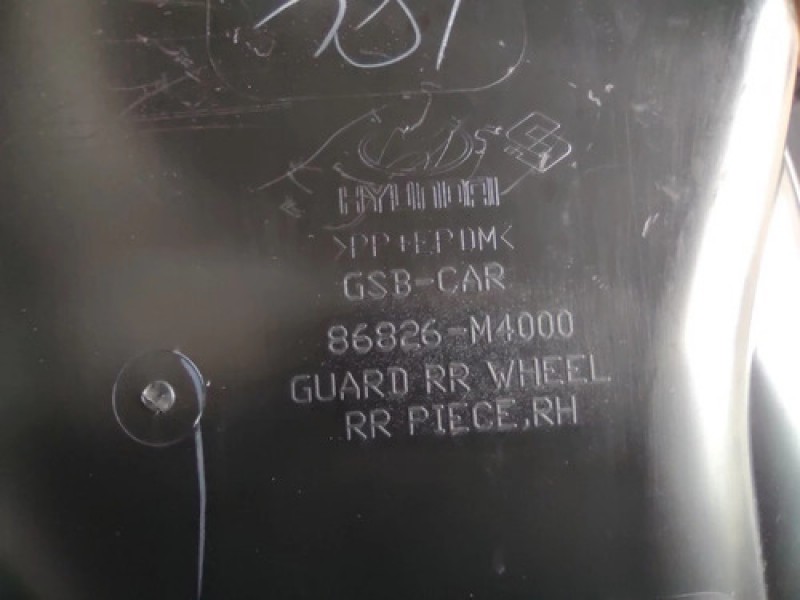 HYUNDAI
>PP+EPDM<
GSB-CAR
86826-M4000
GUARD RR WHEEL
RR PIECE,RH